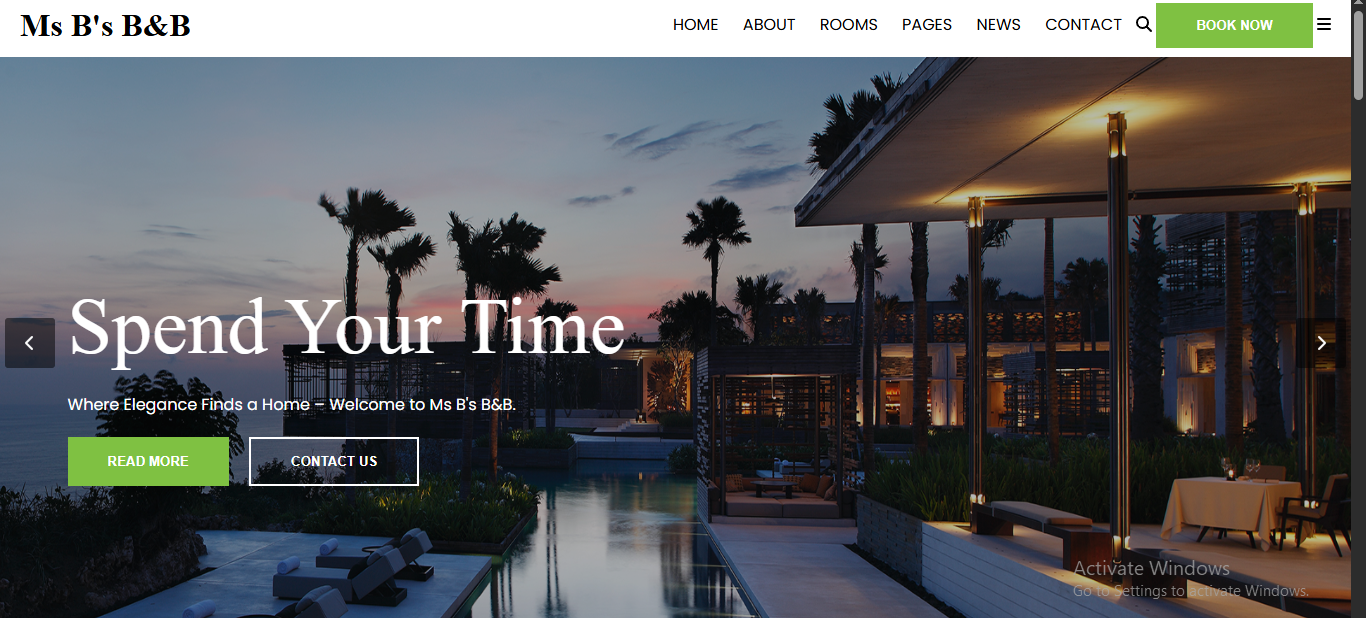 Ms B's B&B
HOME ABOUT ROOMS PAGES NEWS CONTACT BOOK NOW
Spend Your Time
Where Elegance Finds a Home – Welcome to Ms B's B&B.
READ MORE CONTACT US
Activate Windows
Go to Settings to activate Windows.